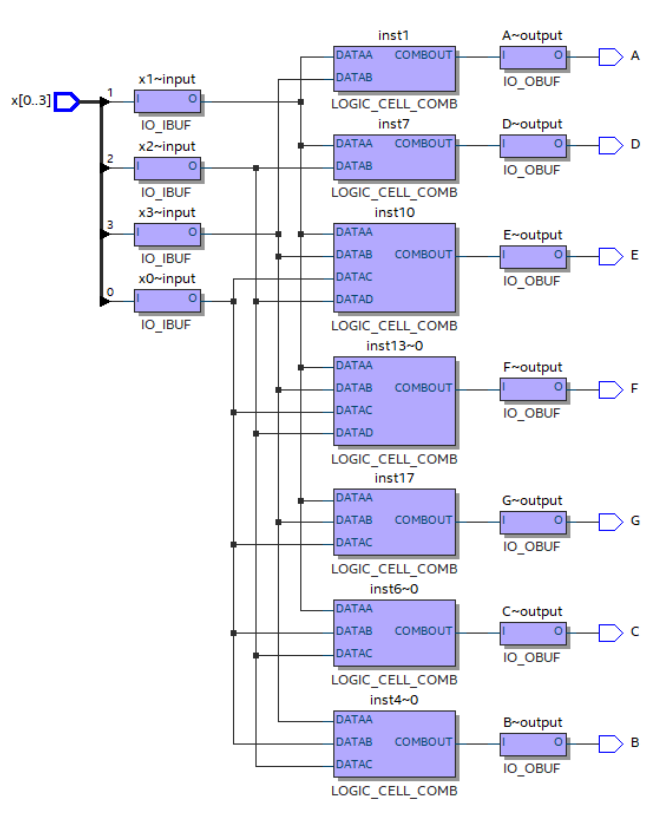 x[0..3]
1
x1~input
I O
IO_IBUF
2
x2~input
I O
IO_IBUF
3
x3~input
I O
IO_IBUF
0
x0~input
I O
IO_IBUF
inst1
DATAA COMBOUT
DATAB
LOGIC_CELL_COMB
A~output
I O
IO_OBUF
A
inst7
DATAA COMBOUT
DATAB
LOGIC_CELL_COMB
D~output
I O
IO_OBUF
D
inst10
DATAA
DATAB COMBOUT
DATAC
DATAD
LOGIC_CELL_COMB
E~output
I O
IO_OBUF
E
inst13~0
DATAA
DATAB COMBOUT
DATAC
DATAD
LOGIC_CELL_COMB
F~output
I O
IO_OBUF
F
inst17
DATAA
DATAB COMBOUT
DATAC
LOGIC_CELL_COMB
G~output
I O
IO_OBUF
G
inst6~0
DATAA
DATAB COMBOUT
DATAC
LOGIC_CELL_COMB
C~output
I O
IO_OBUF
C
inst4~0
DATAA
DATAB COMBOUT
DATAC
LOGIC_CELL_COMB
B~output
I O
IO_OBUF
B